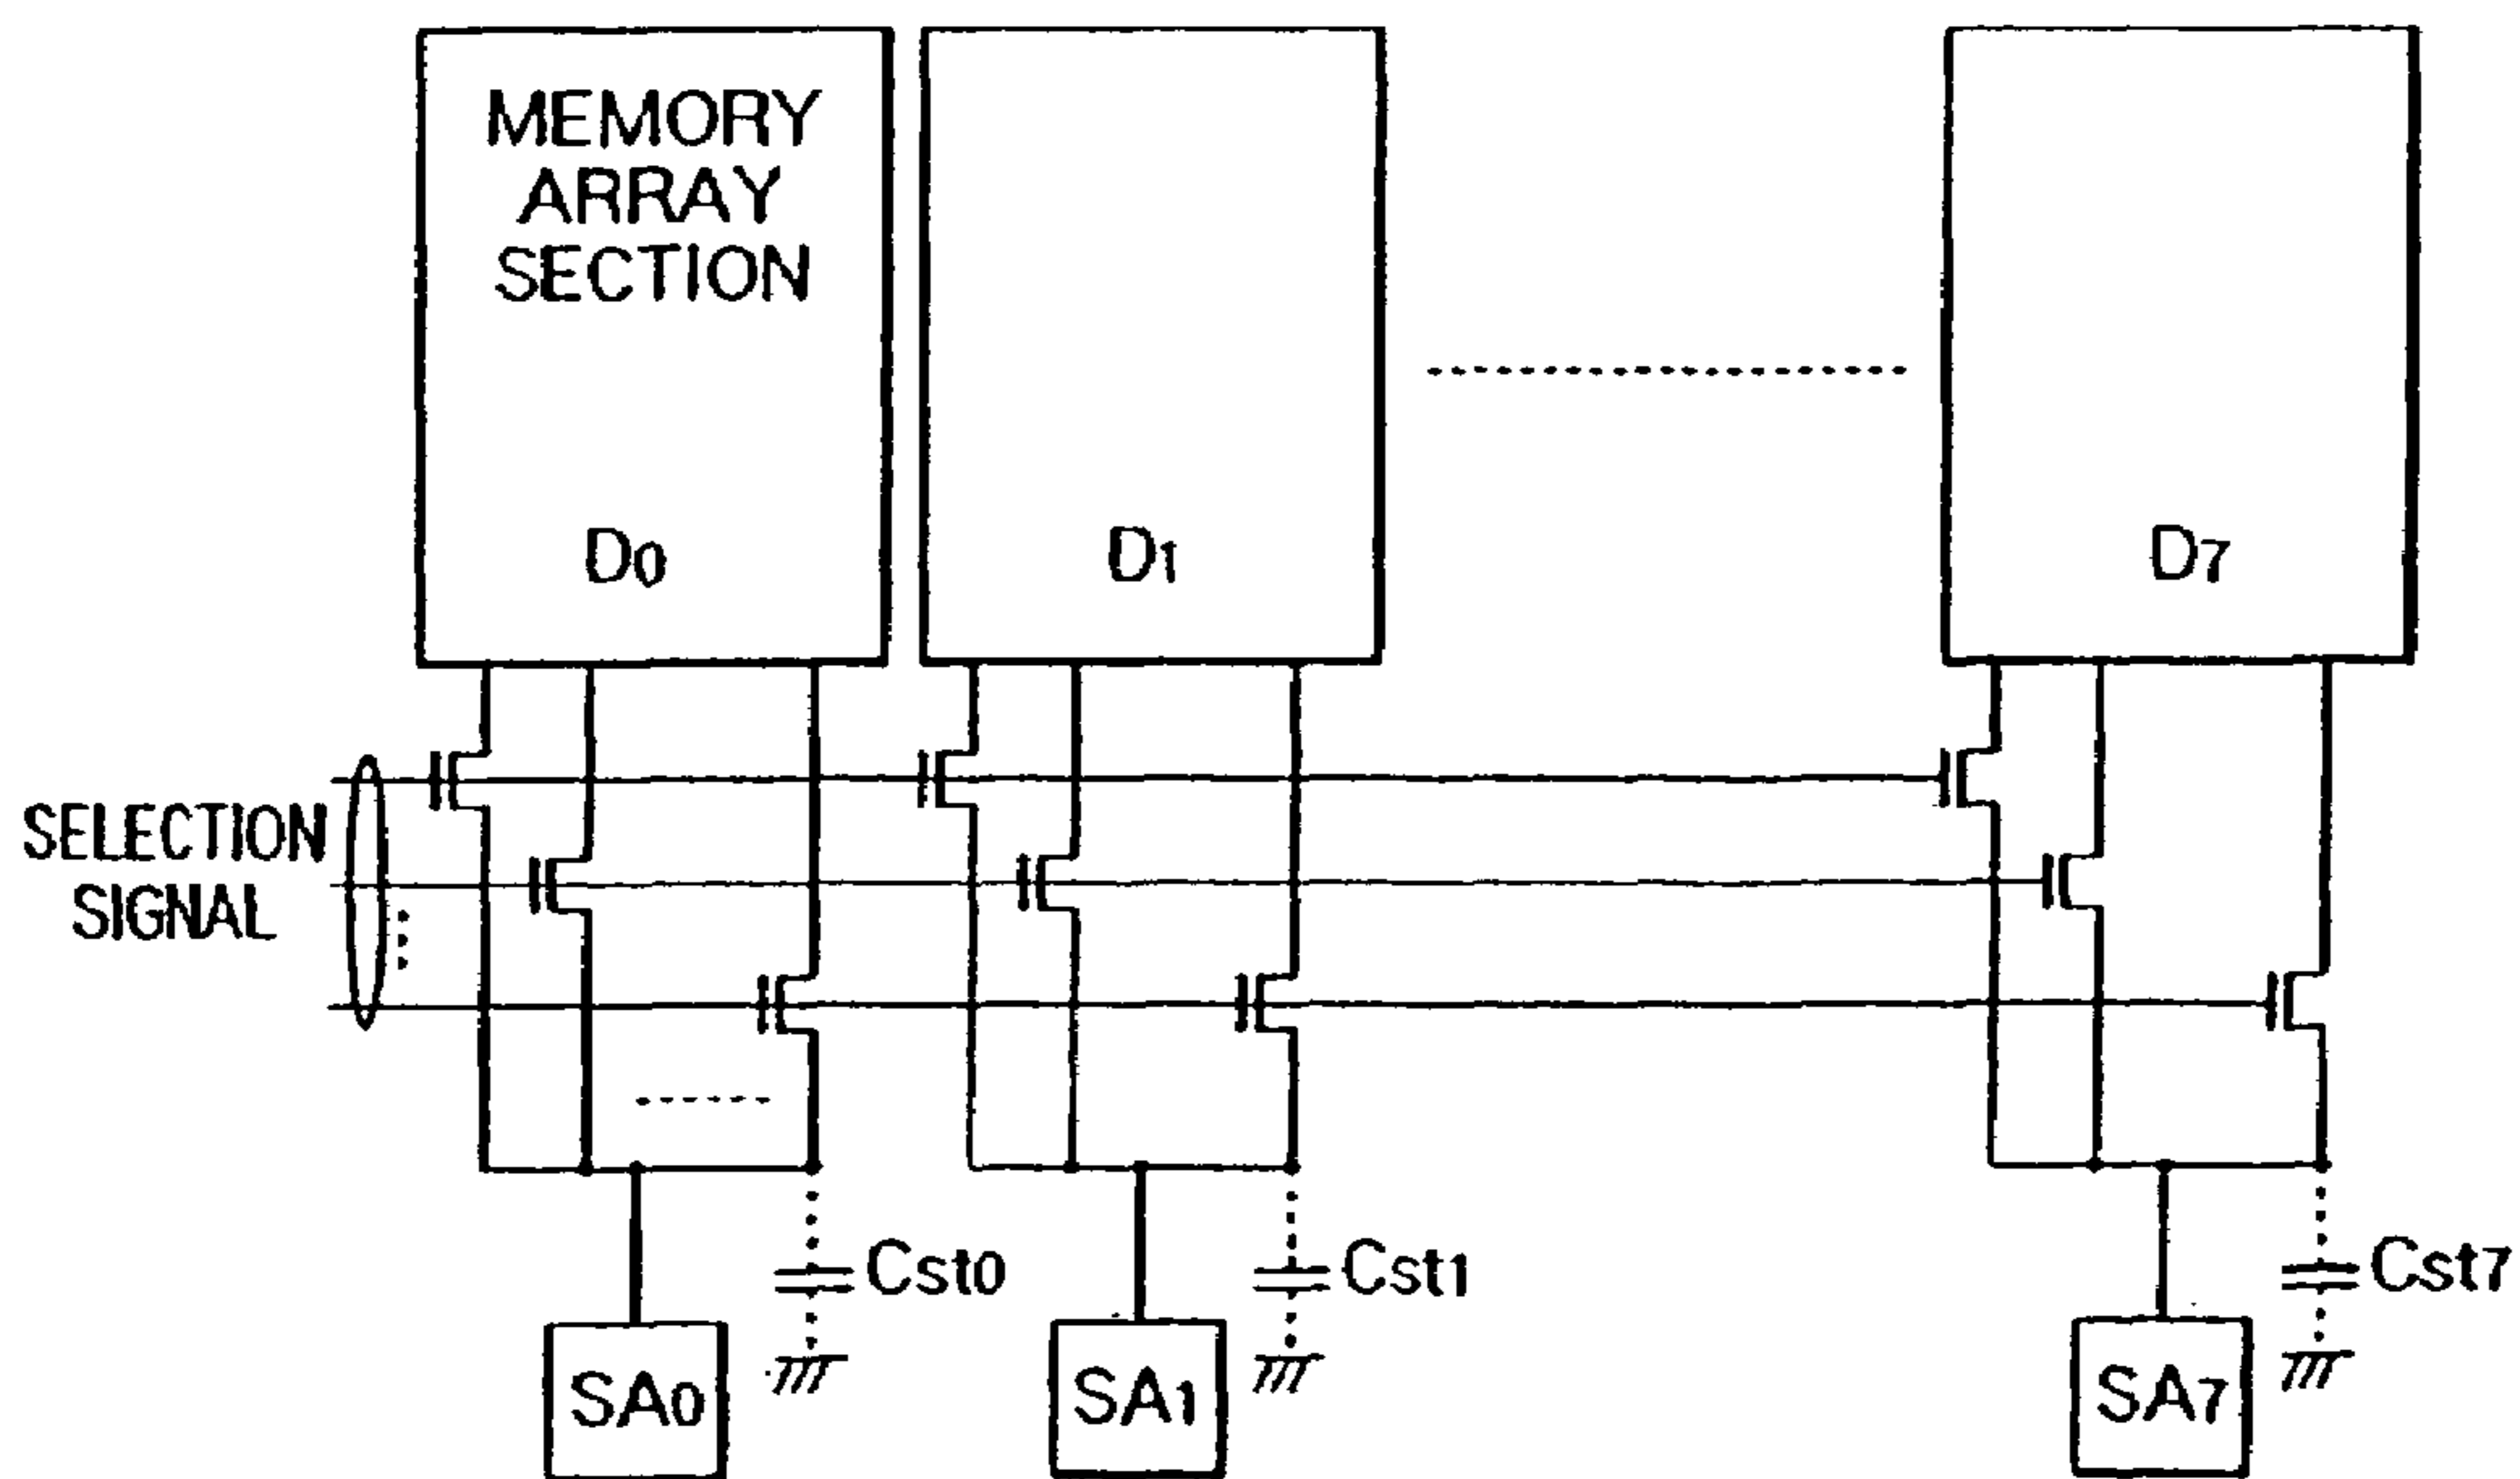 MEMORY
ARRAY
SECTION
D0
D1
D7
SELECTION
SIGNAL
Cst0
Cst1
Cst7
SA0
SA1
SA7